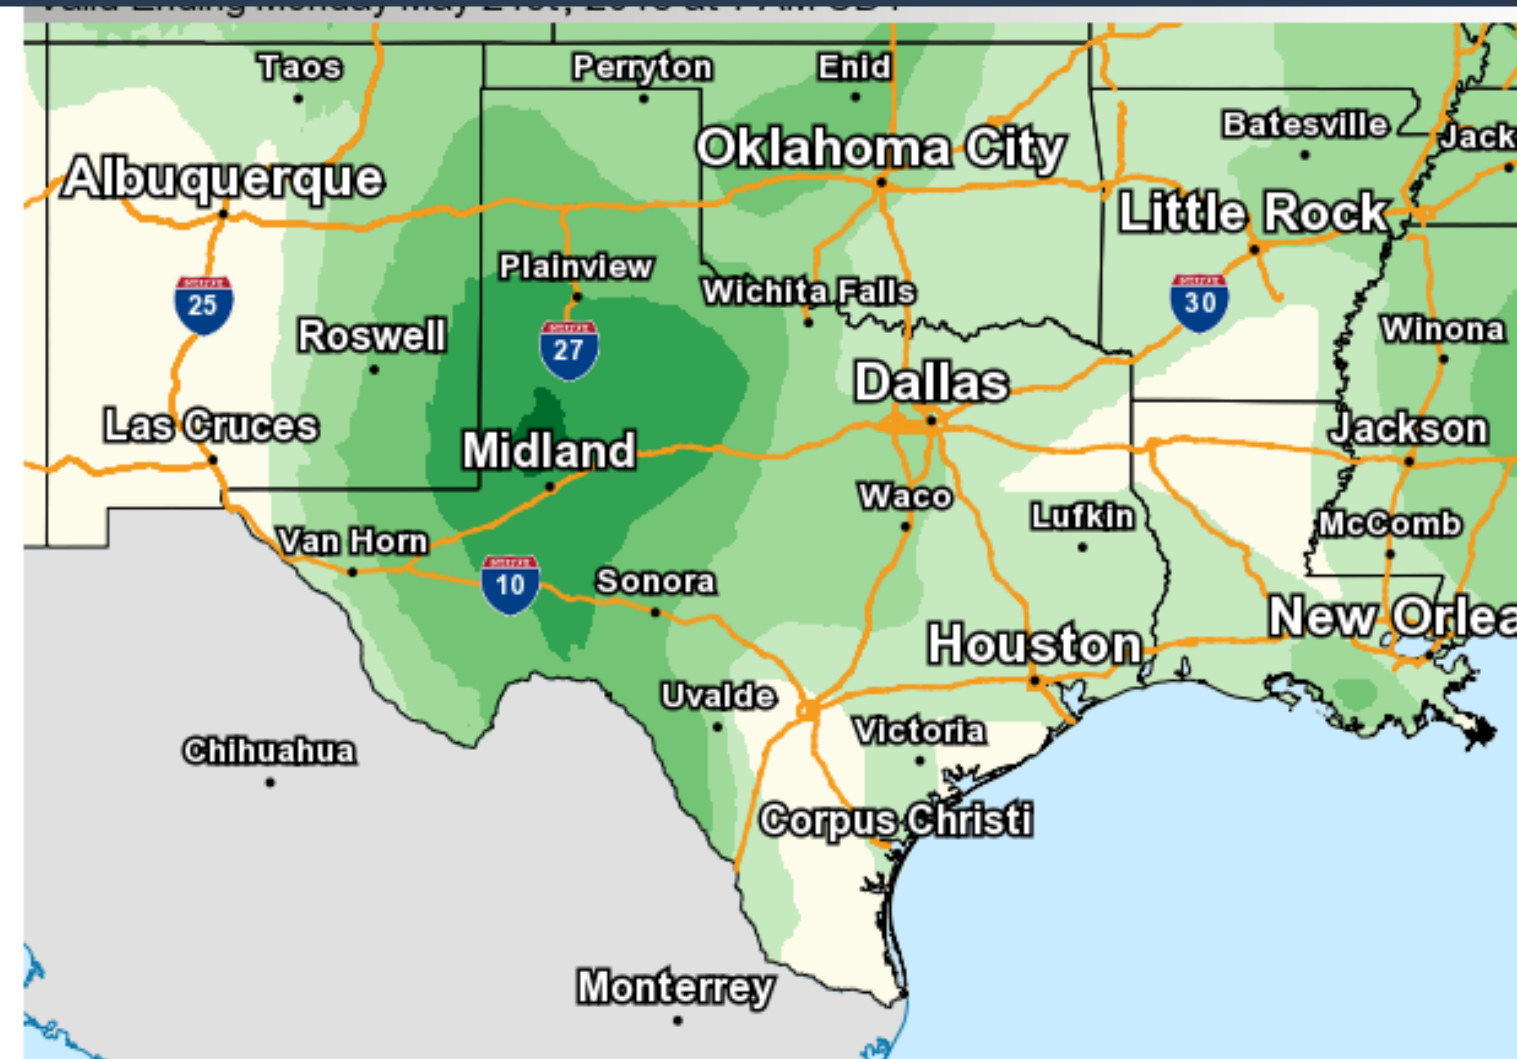 Taos
Perryton
Enid
Batesville
Jack
Oklahoma City
Albuquerque
Little Rock
Plainview
Wichita Falls
25
30
Roswell
27
Winona
Dallas
Las Cruces
Midland
Jackson
Waco
Lufkin
McComb
Van Horn
10
Sonora
New Orlea
Houston
Uvalde
Victoria
Chihuahua
Corpus Christi
Monterrey